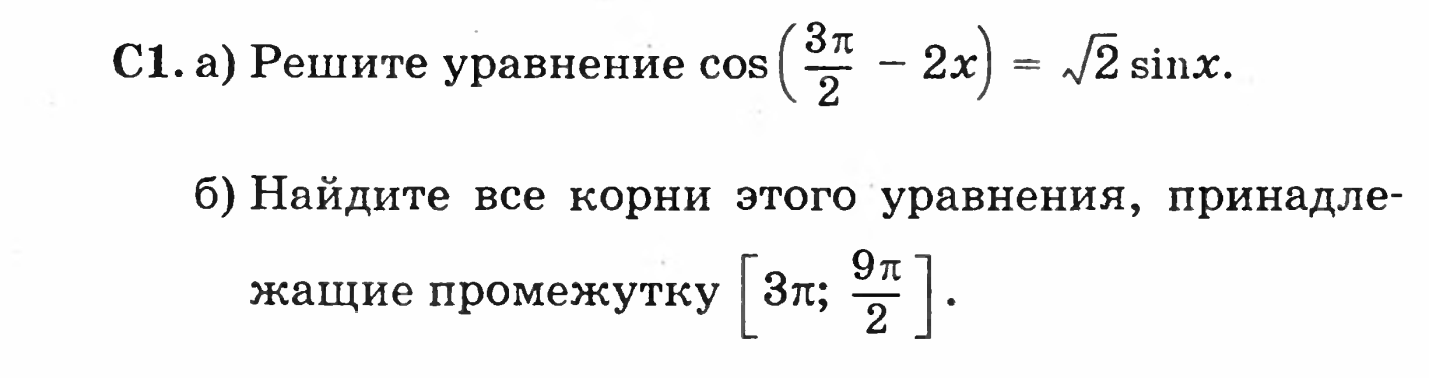 С1. а) Решите уравнение cos(3π/2 − 2x) = √2 sinx.
б) Найдите все корни этого уравнения, принадле-
жащие промежутку [3π; 9π/2].